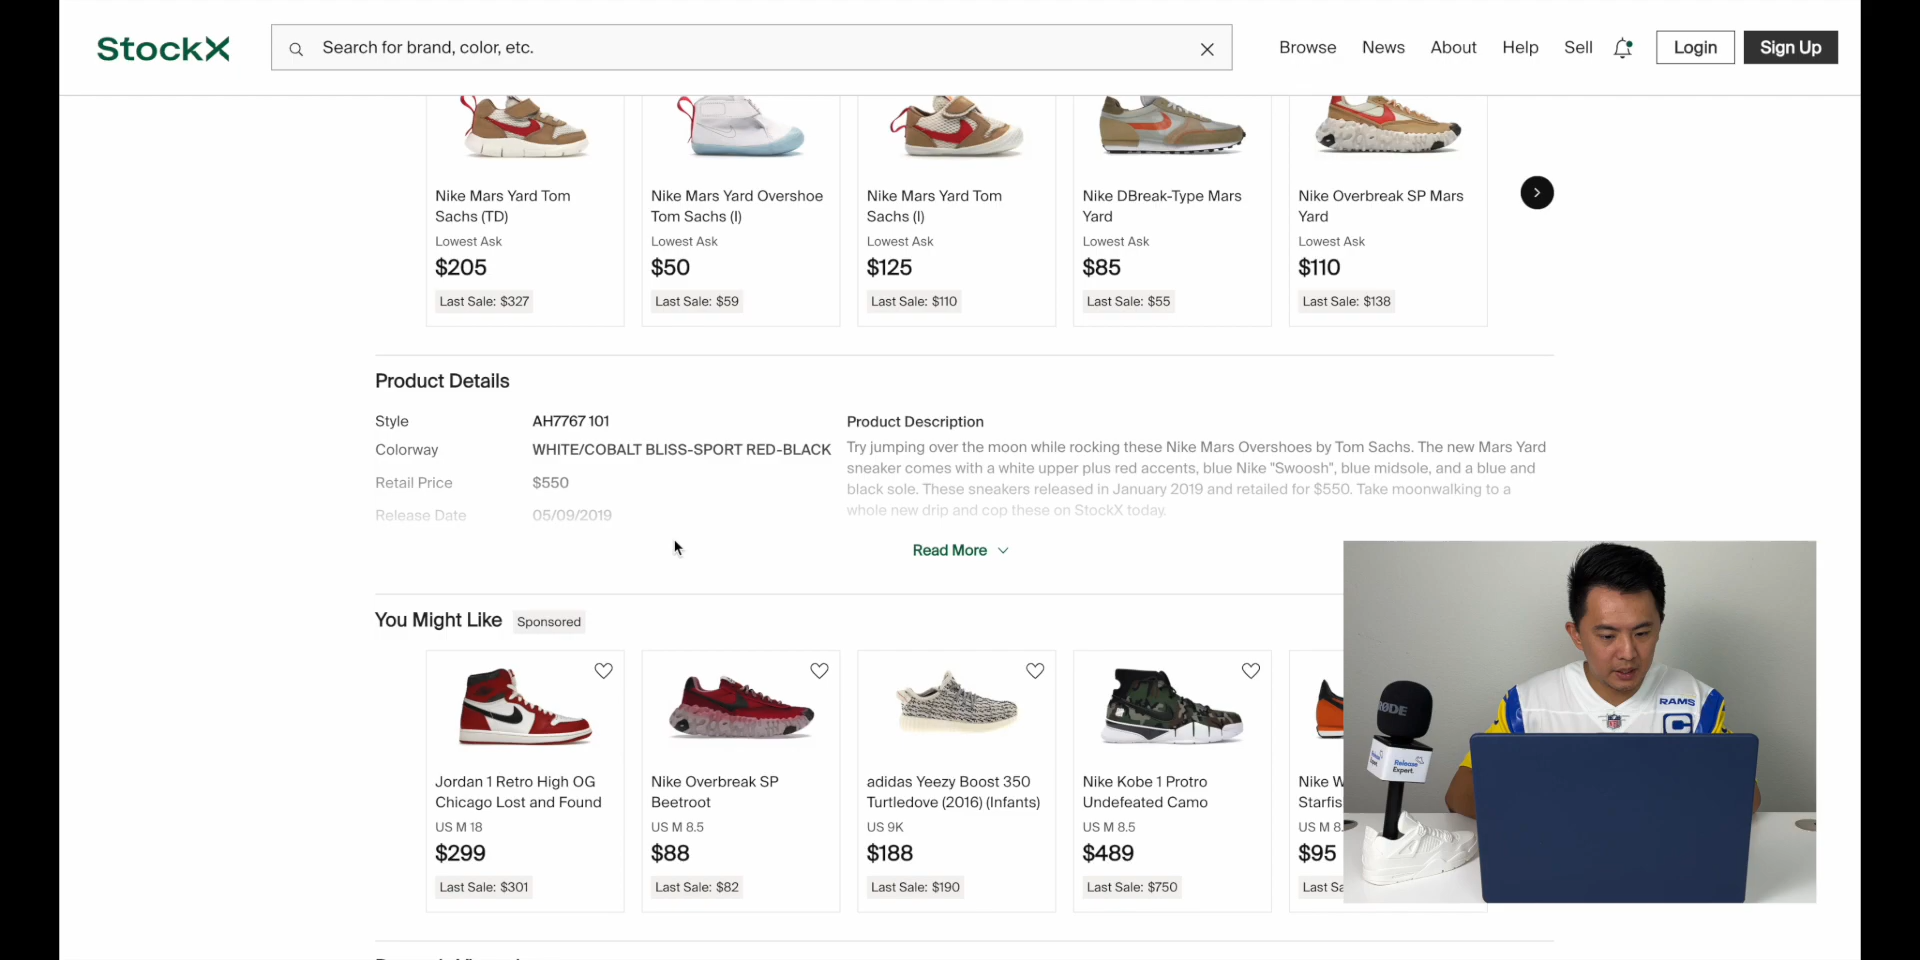 StockX
Search for brand, color, etc.
Browse News About Help Sell Login Sign Up
Nike Mars Yard Tom
Sachs (TD)
Lowest Ask
$205
Last Sale: $327
Nike Mars Yard Overshoe
Tom Sachs (I)
Lowest Ask
$50
Last Sale: $59
Nike Mars Yard Tom
Sachs (I)
Lowest Ask
$125
Last Sale: $110
Nike DBreak-Type Mars
Yard
Lowest Ask
$85
Last Sale: $55
Nike Overbreak SP Mars
Yard
Lowest Ask
$110
Last Sale: $138
Product Details
Style AH7767 101
Colorway WHITE/COBALT BLISS-SPORT RED-BLACK
Retail Price $550
Release Date 05/09/2019
Product Description
Try jumping over the moon while rocking these Nike Mars Overshoes by Tom Sachs. The new Mars Yard
sneaker comes with a white upper plus red accents, blue Nike "Swoosh", blue midsole, and a blue and
black sole. These sneakers released in January 2019 and retailed for $550. Take moonwalking to a
whole new drip and cop these on StockX today.
Read More
You Might Like Sponsored
Jordan 1 Retro High OG
Chicago Lost and Found
US M 18
$299
Last Sale: $301
Nike Overbreak SP
Beetroot
US M 8.5
$88
Last Sale: $82
adidas Yeezy Boost 350
Turtledove (2016) (Infants)
US 9K
$188
Last Sale: $190
Nike Kobe 1 Protro
Undefeated Camo
US M 8.5
$489
Last Sale: $750
Nike W
Starfis
US M 8.
$95
Last Sa
RØDE
Release
Expert.
RAMS
C